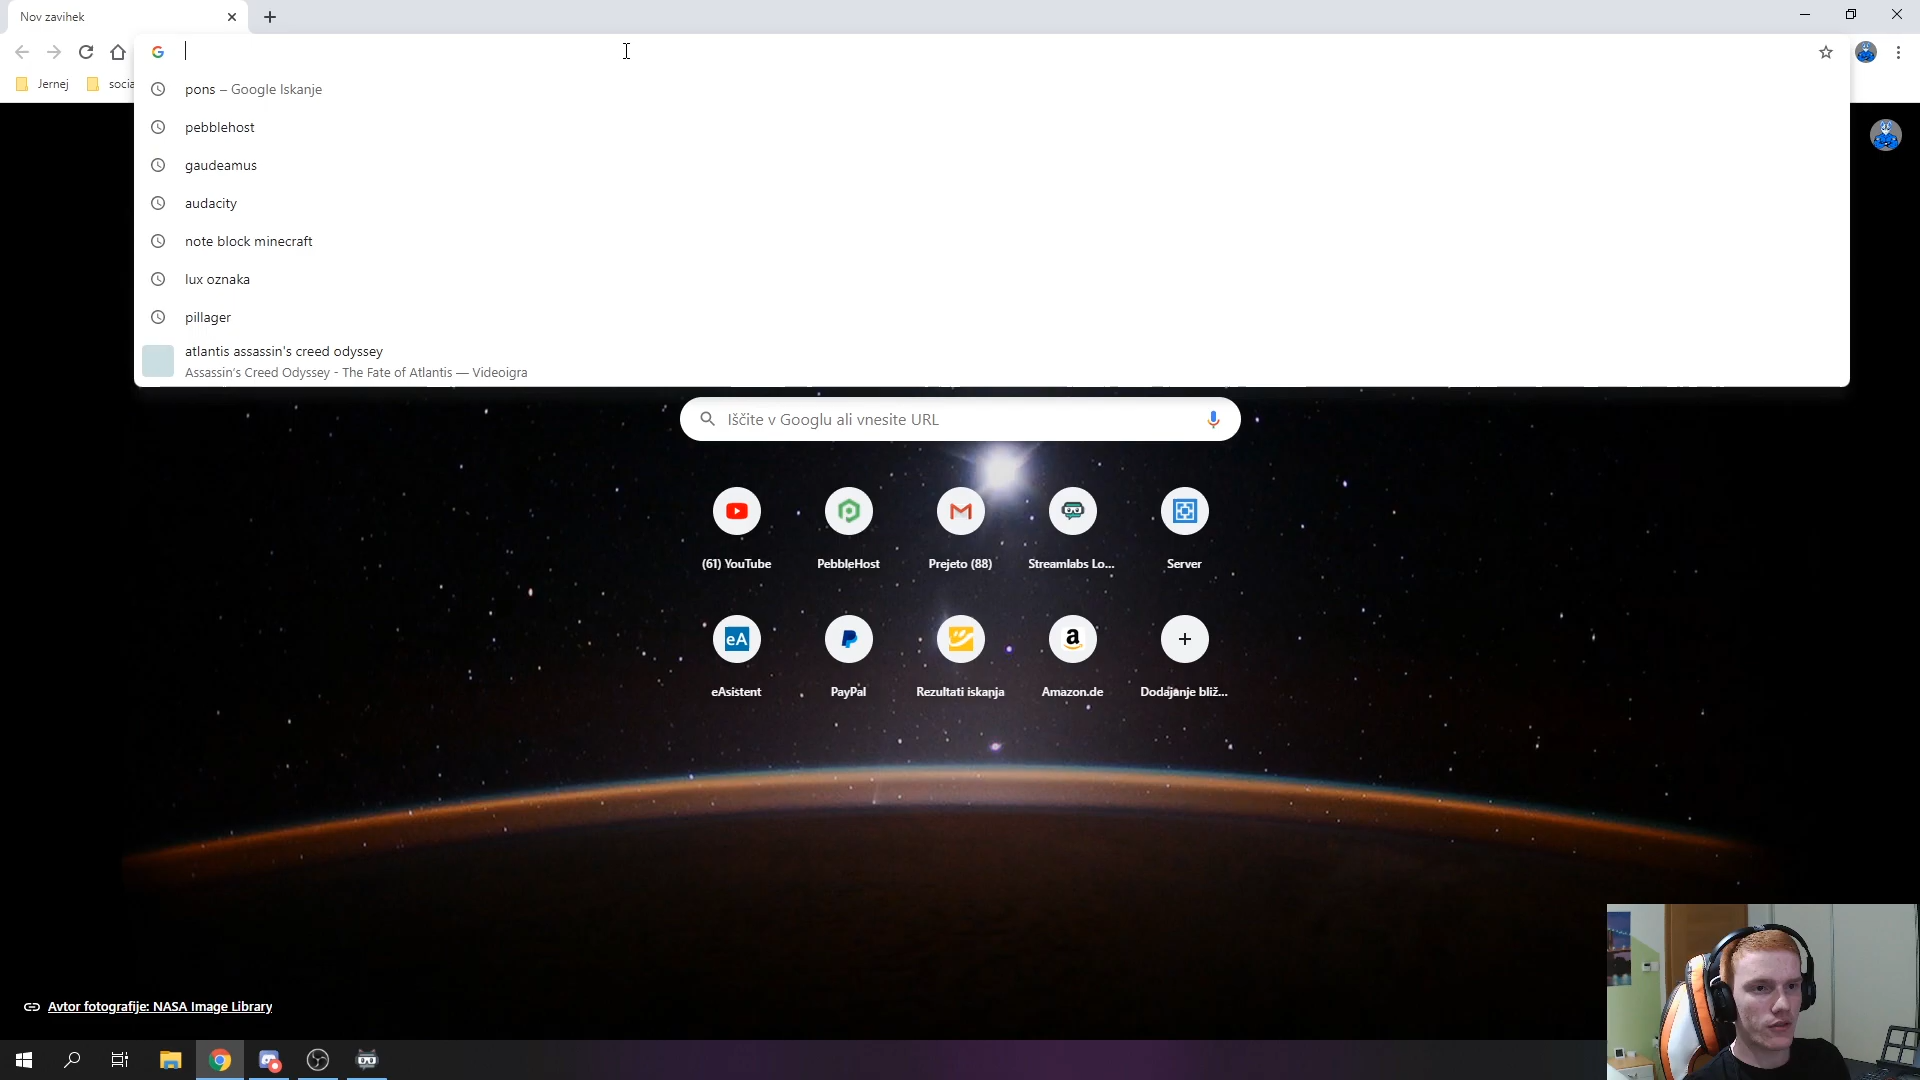 Nov zavihek
Jernej
socia
pons – Google Iskanje
pebblehost
gaudeamus
audacity
note block minecraft
lux oznaka
pillager
atlantis assassin's creed odyssey
Assassin's Creed Odyssey - The Fate of Atlantis — Videoigra
Iščite v Googlu ali vnesite URL
(61) YouTube
PebbleHost
Prejeto (88)
Streamlabs Lo...
Server
eA
eAsistent
PayPal
Rezultati iskanja
Amazon.de
Dodajanje bliž...
Avtor fotografije: NASA Image Library